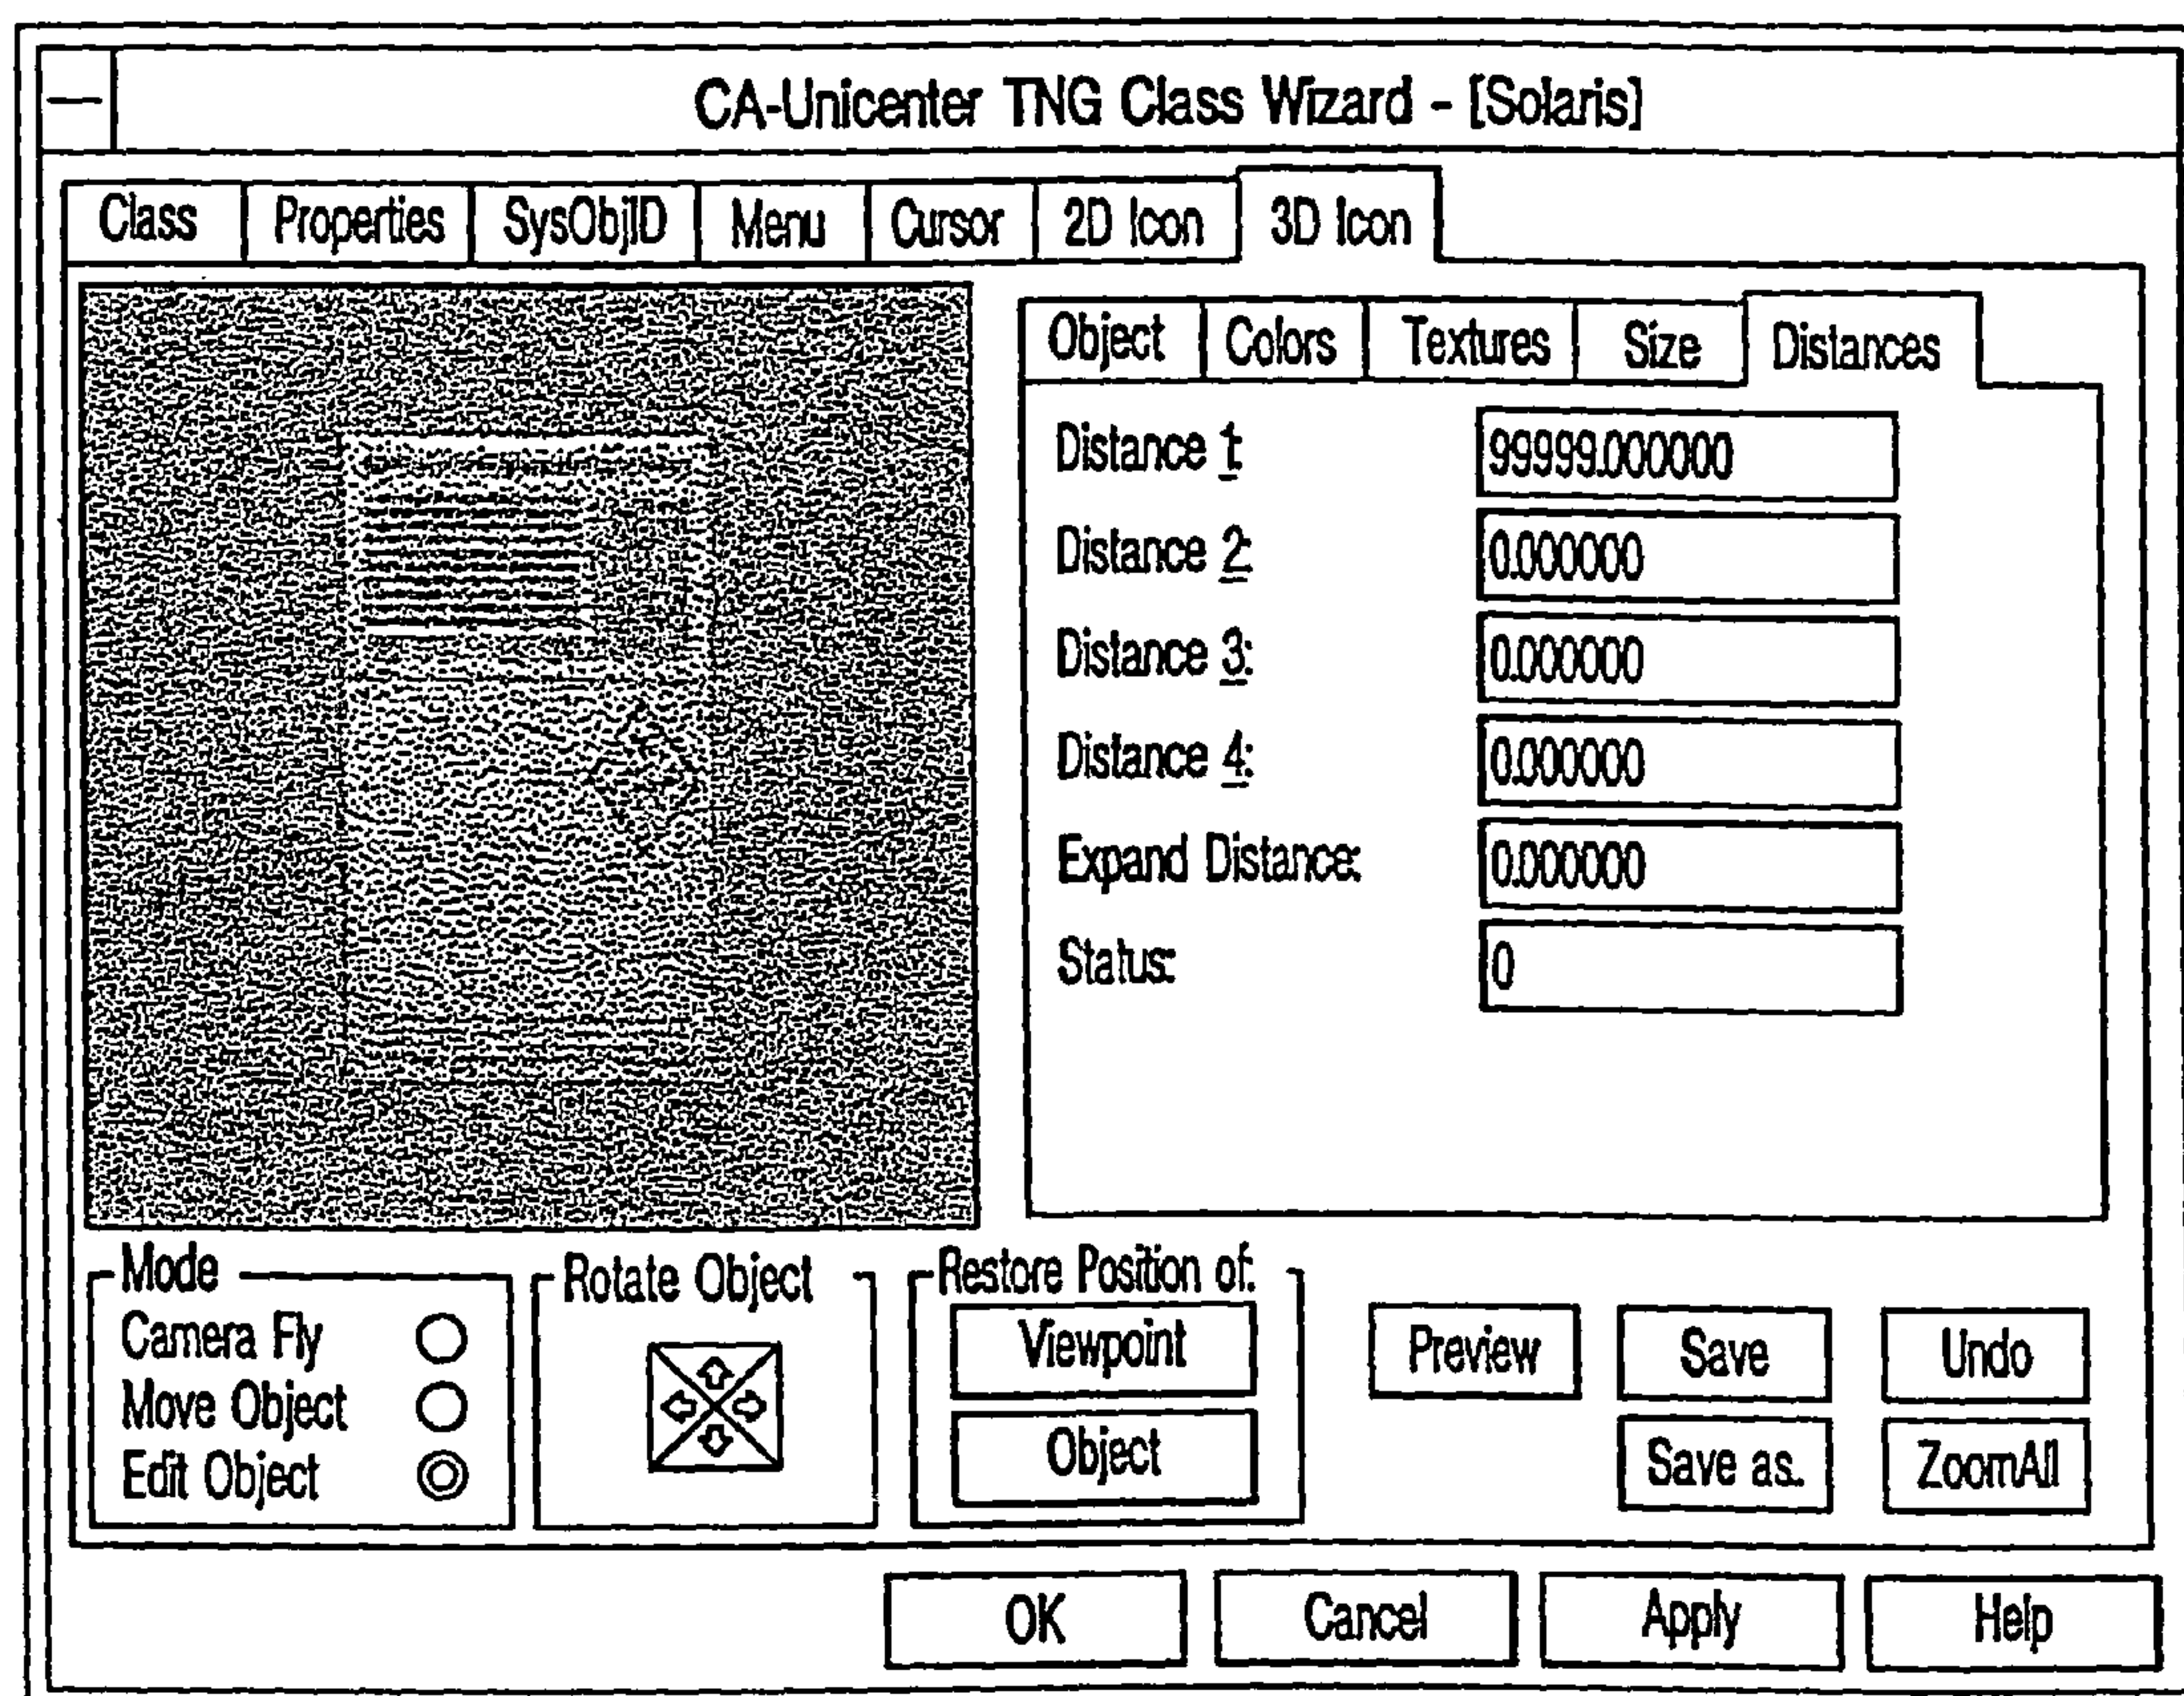 CA-Unicenter TNG Class Wizard - [Solaris]
Class Properties SysObjID Menu Cursor 2D Icon 3D Icon
Object Colors Textures Size Distances
Distance 1: 99999.000000
Distance 2: 0.000000
Distance 3: 0.000000
Distance 4: 0.000000
Expand Distance: 0.000000
Status: 0
Mode
Camera Fly
Move Object
Edit Object
Rotate Object
Restore Position of:
Viewpoint
Object
Preview Save Undo
Save as.. ZoomAll
OK Cancel Apply Help